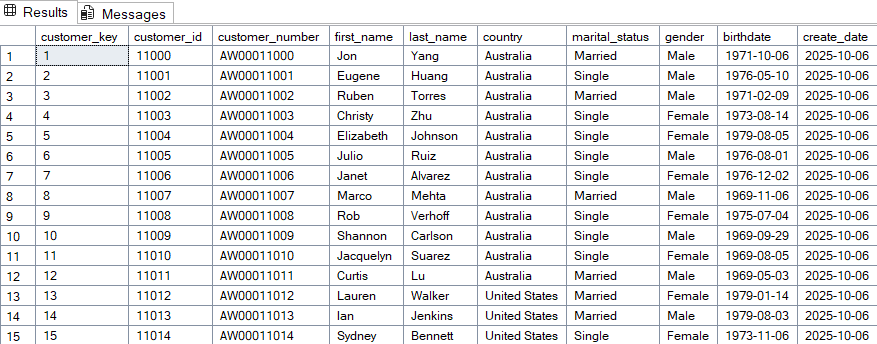 Results Messages
customer_key customer_id customer_number first_name last_name country marital_status gender birthdate create_date
1 1 11000 AW00011000 Jon Yang Australia Married Male 1971-10-06 2025-10-06
2 2 11001 AW00011001 Eugene Huang Australia Single Male 1976-05-10 2025-10-06
3 3 11002 AW00011002 Ruben Torres Australia Married Male 1971-02-09 2025-10-06
4 4 11003 AW00011003 Christy Zhu Australia Single Female 1973-08-14 2025-10-06
5 5 11004 AW00011004 Elizabeth Johnson Australia Single Female 1979-08-05 2025-10-06
6 6 11005 AW00011005 Julio Ruiz Australia Single Male 1976-08-01 2025-10-06
7 7 11006 AW00011006 Janet Alvarez Australia Single Female 1976-12-02 2025-10-06
8 8 11007 AW00011007 Marco Mehta Australia Married Male 1969-11-06 2025-10-06
9 9 11008 AW00011008 Rob Verhoff Australia Single Female 1975-07-04 2025-10-06
10 10 11009 AW00011009 Shannon Carlson Australia Single Male 1969-09-29 2025-10-06
11 11 11010 AW00011010 Jacquelyn Suarez Australia Single Female 1969-08-05 2025-10-06
12 12 11011 AW00011011 Curtis Lu Australia Married Male 1969-05-03 2025-10-06
13 13 11012 AW00011012 Lauren Walker United States Married Female 1979-01-14 2025-10-06
14 14 11013 AW00011013 Ian Jenkins United States Married Male 1979-08-03 2025-10-06
15 15 11014 AW00011014 Sydney Bennett United States Single Female 1973-11-06 2025-10-06